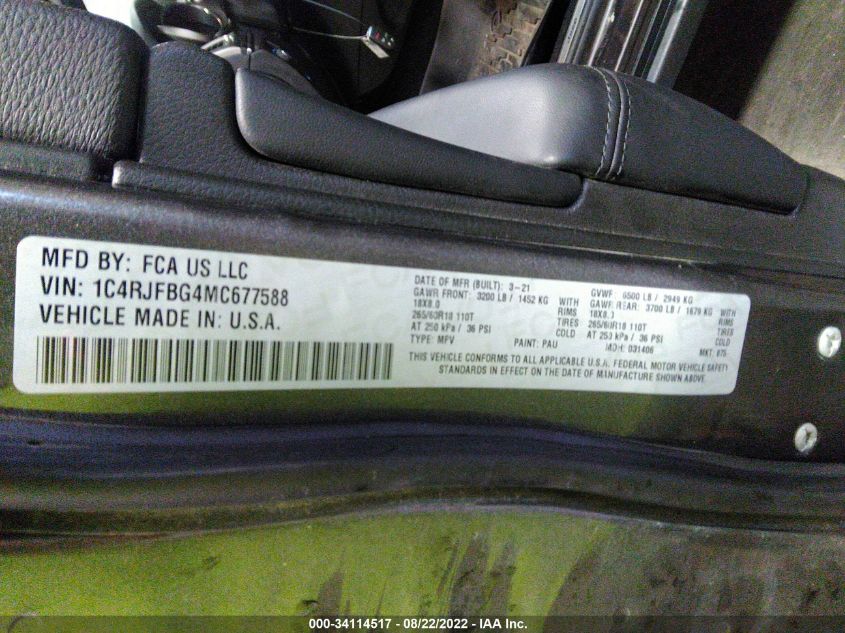 MFD BY: FCA US LLC
VIN: 1C4RJFBG4MC677588
VEHICLE MADE IN: U.S.A.
DATE OF MFR (BUILT): 3-21 GVWR 6500 LB / 2949 KG
GAWR FRONT: 3200 LB / 1452 KG WITH GAWR REAR: 3700 LB / 1679 KG WITH
18X8.0 RIMS 18X8.0 RIMS
265/60R18 110T TIRES 265/60R18 110T TIRES
AT 250 kPa / 36 PSI COLD AT 250 kPa / 36 PSI COLD
TYPE: MPV PAINT: PAU MDH: 031406 MKT:
THIS VEHICLE CONFORMS TO ALL APPLICABLE U.S.A. FEDERAL MOTOR VEHICLE SAFETY
STANDARDS IN EFFECT ON THE DATE OF MANUFACTURE SHOWN ABOVE.
000-34114517 - 08/22/2022 - IAA Inc.